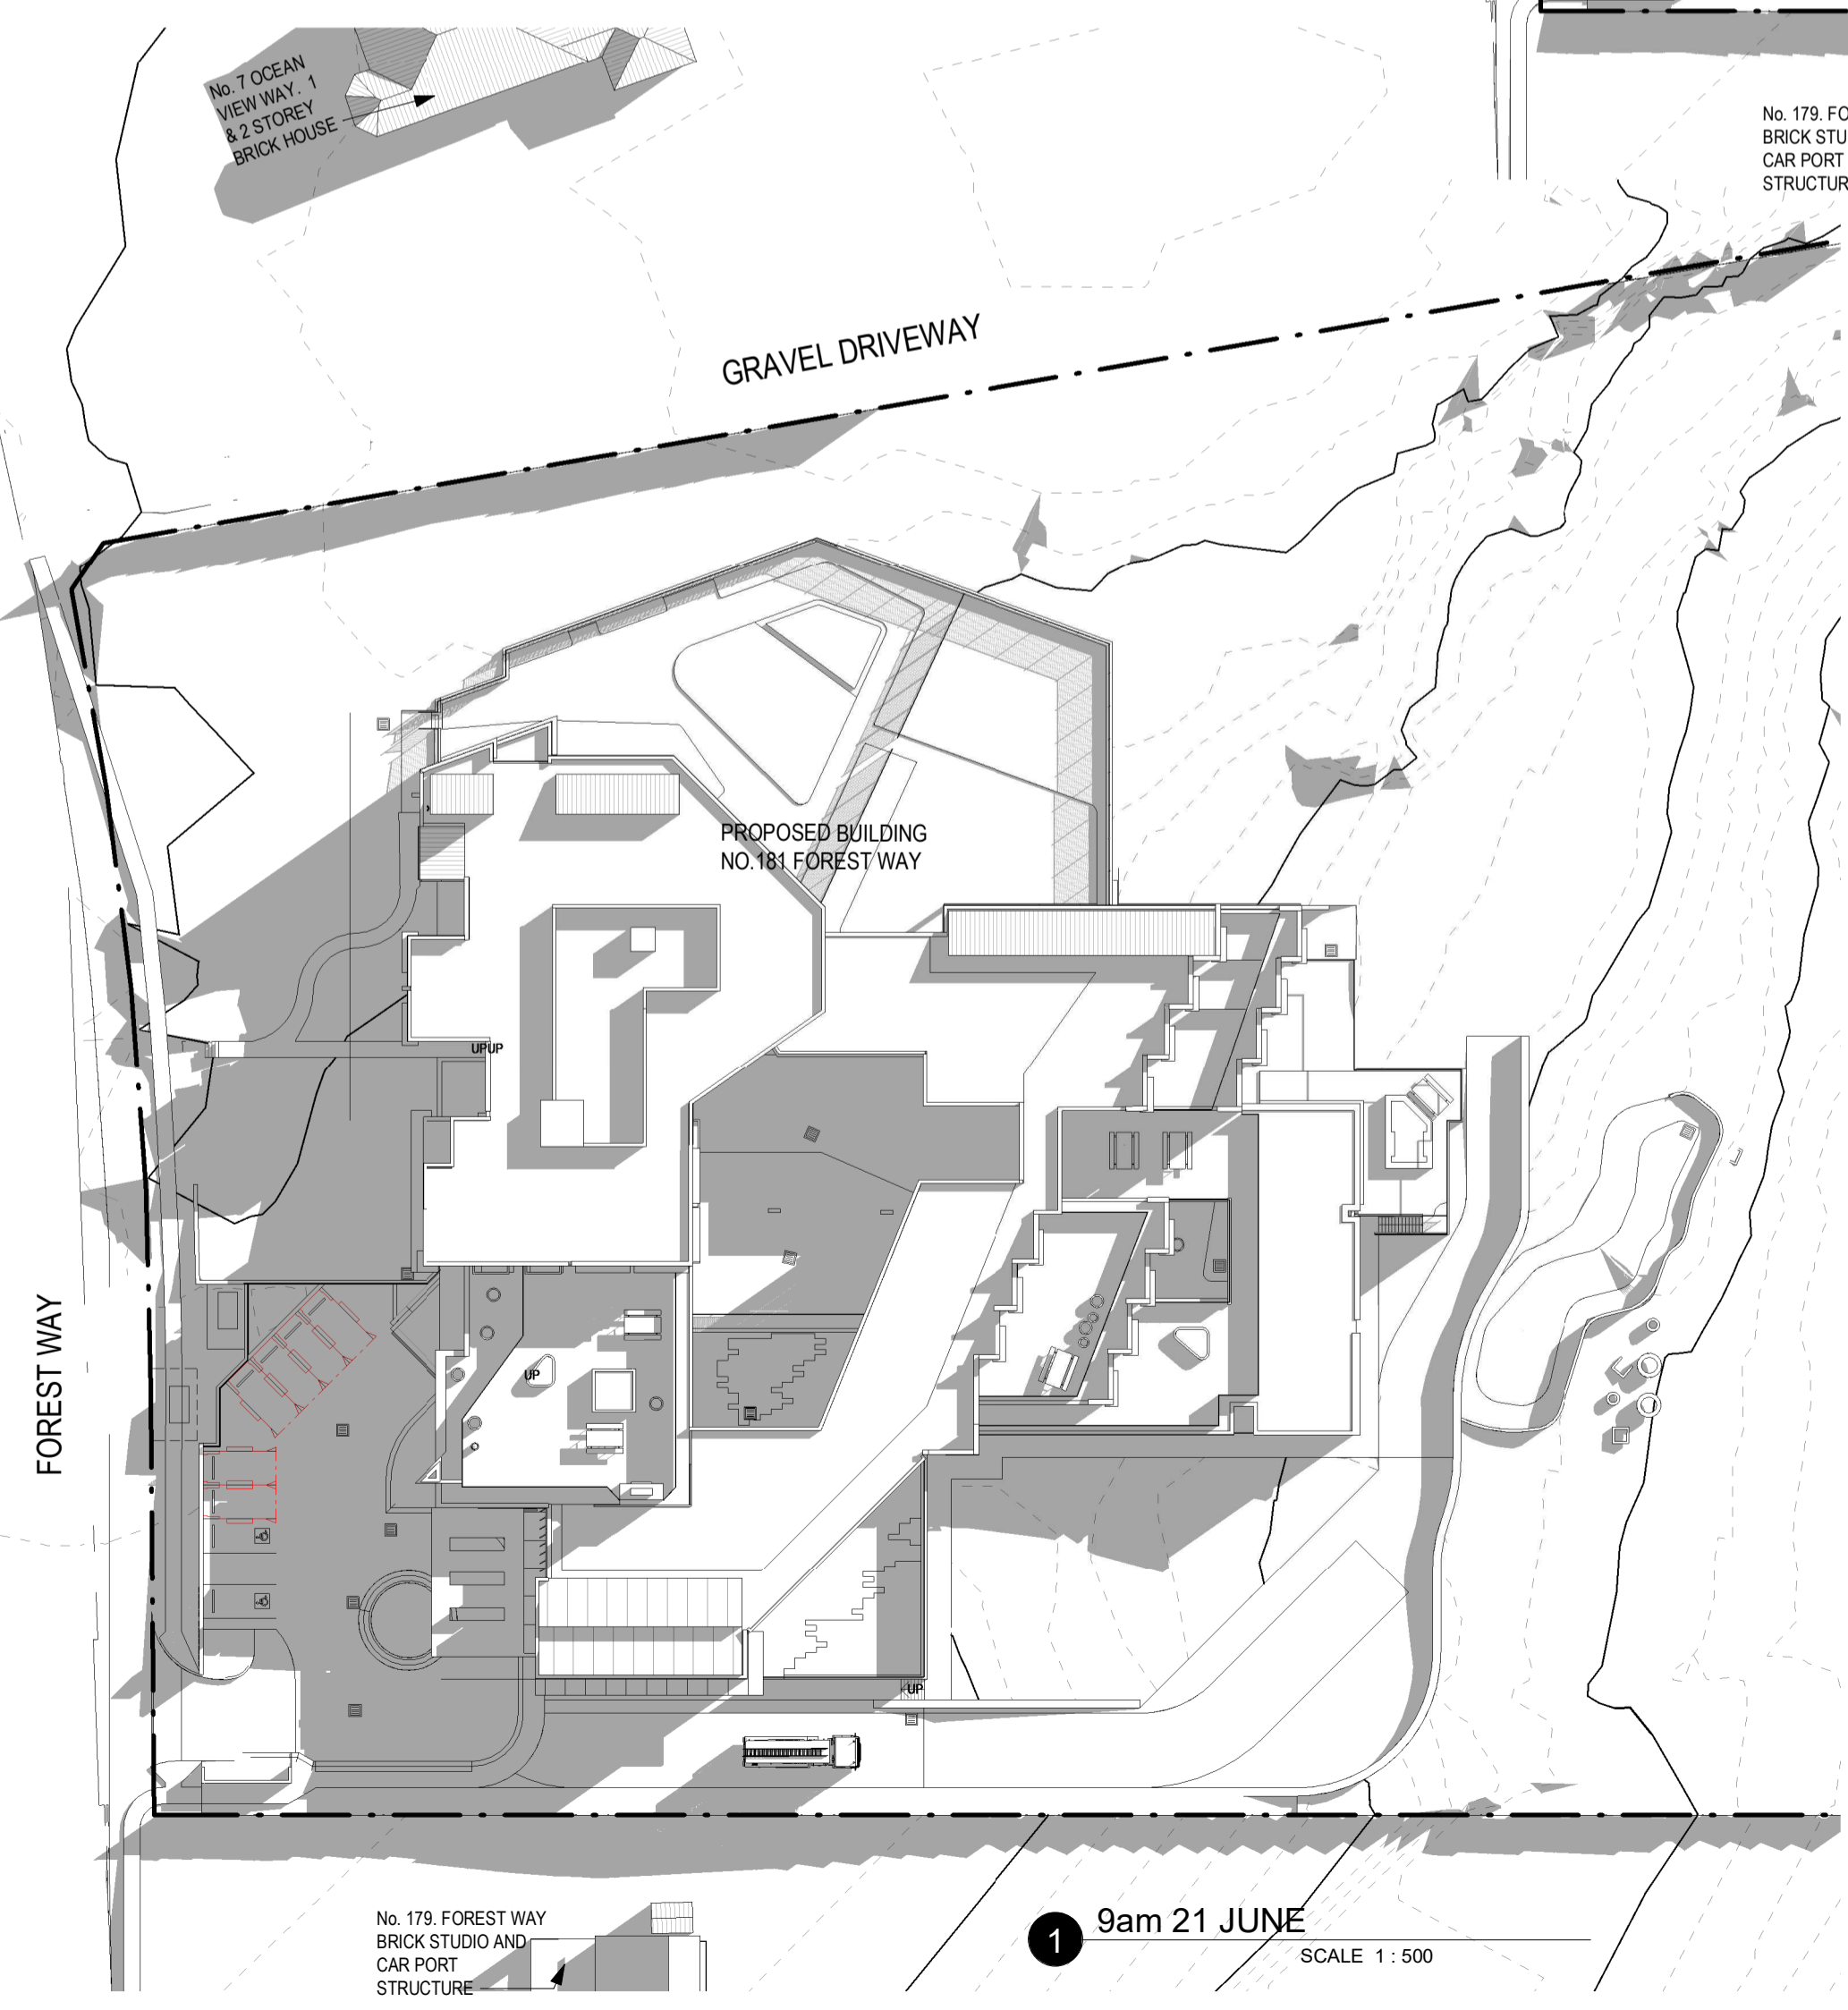 No. 7 OCEAN
VIEW WAY. 1
& 2 STOREY
BRICK HOUSE
No. 179. FO
BRICK STU
CAR PORT
STRUCTUR
GRAVEL DRIVEWAY
PROPOSED BUILDING
NO.181 FOREST WAY
UPUP
FOREST WAY
UP
UP
No. 179. FOREST WAY
BRICK STUDIO AND
CAR PORT
STRUCTURE
1
9am 21 JUNE
SCALE 1 : 500